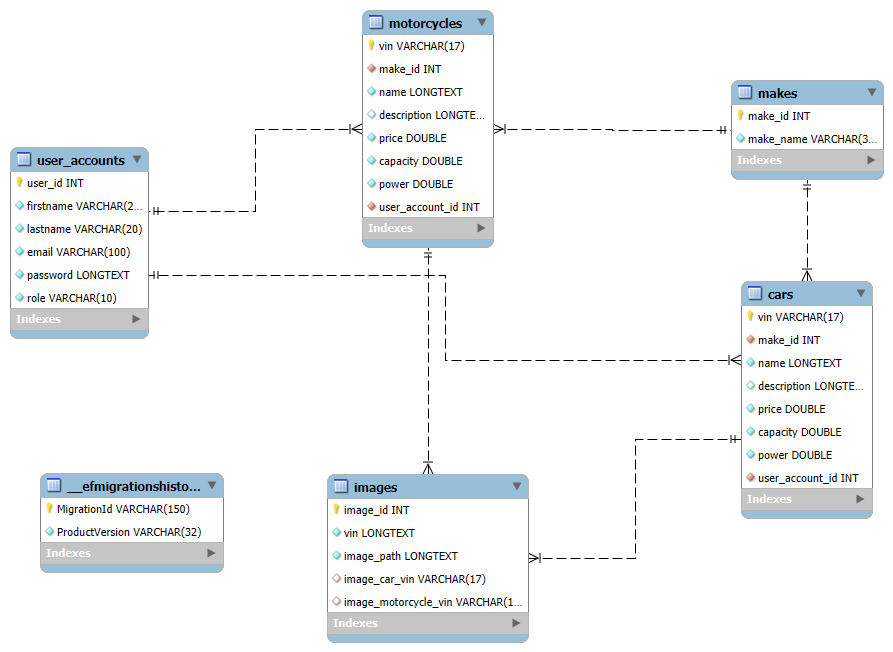 motorcycles
vin VARCHAR(17)
make_id INT
name LONGTEXT
description LONGTE...
price DOUBLE
capacity DOUBLE
power DOUBLE
user_account_id INT
Indexes
makes
make_id INT
make_name VARCHAR(3...
Indexes
user_accounts
user_id INT
firstname VARCHAR(2...
lastname VARCHAR(20)
email VARCHAR(100)
password LONGTEXT
role VARCHAR(10)
Indexes
cars
vin VARCHAR(17)
make_id INT
name LONGTEXT
description LONGTE...
price DOUBLE
capacity DOUBLE
power DOUBLE
user_account_id INT
Indexes
__efmigrationshisto...
MigrationId VARCHAR(150)
ProductVersion VARCHAR(32)
Indexes
images
image_id INT
vin LONGTEXT
image_path LONGTEXT
image_car_vin VARCHAR(17)
image_motorcycle_vin VARCHAR(1...
Indexes